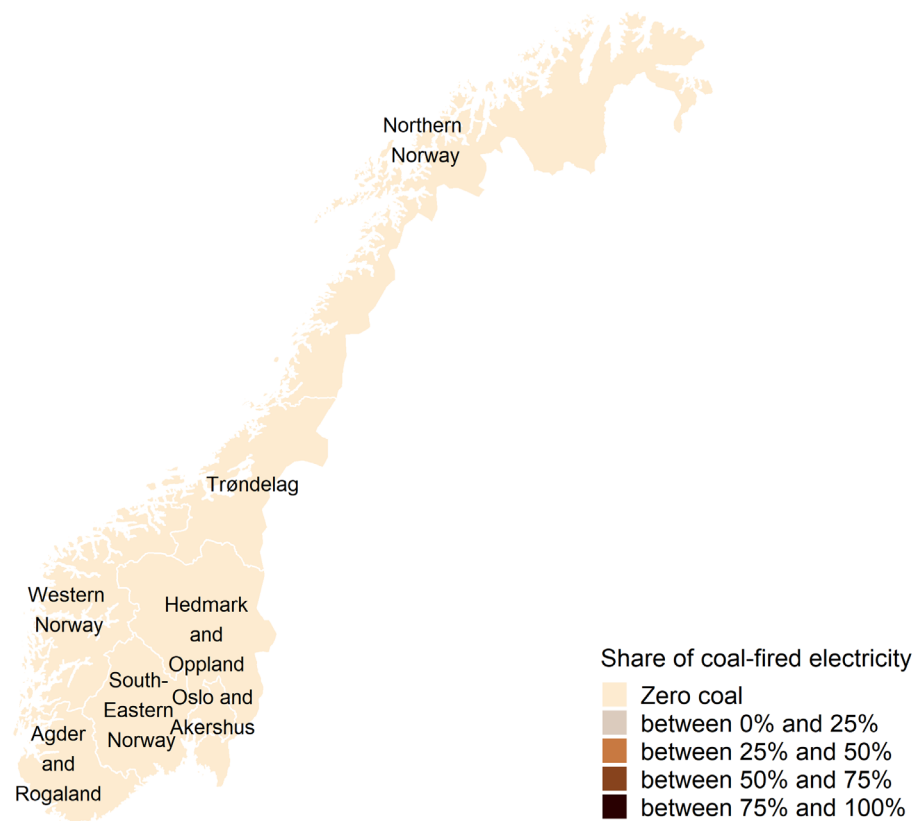 Northern
Norway
Trøndelag
Western
Norway
Hedmark
and
Oppland
South-
Eastern
Norway
Oslo and
Akershus
Agder
and
Rogaland
Share of coal-fired electricity
Zero coal
between 0% and 25%
between 25% and 50%
between 50% and 75%
between 75% and 100%